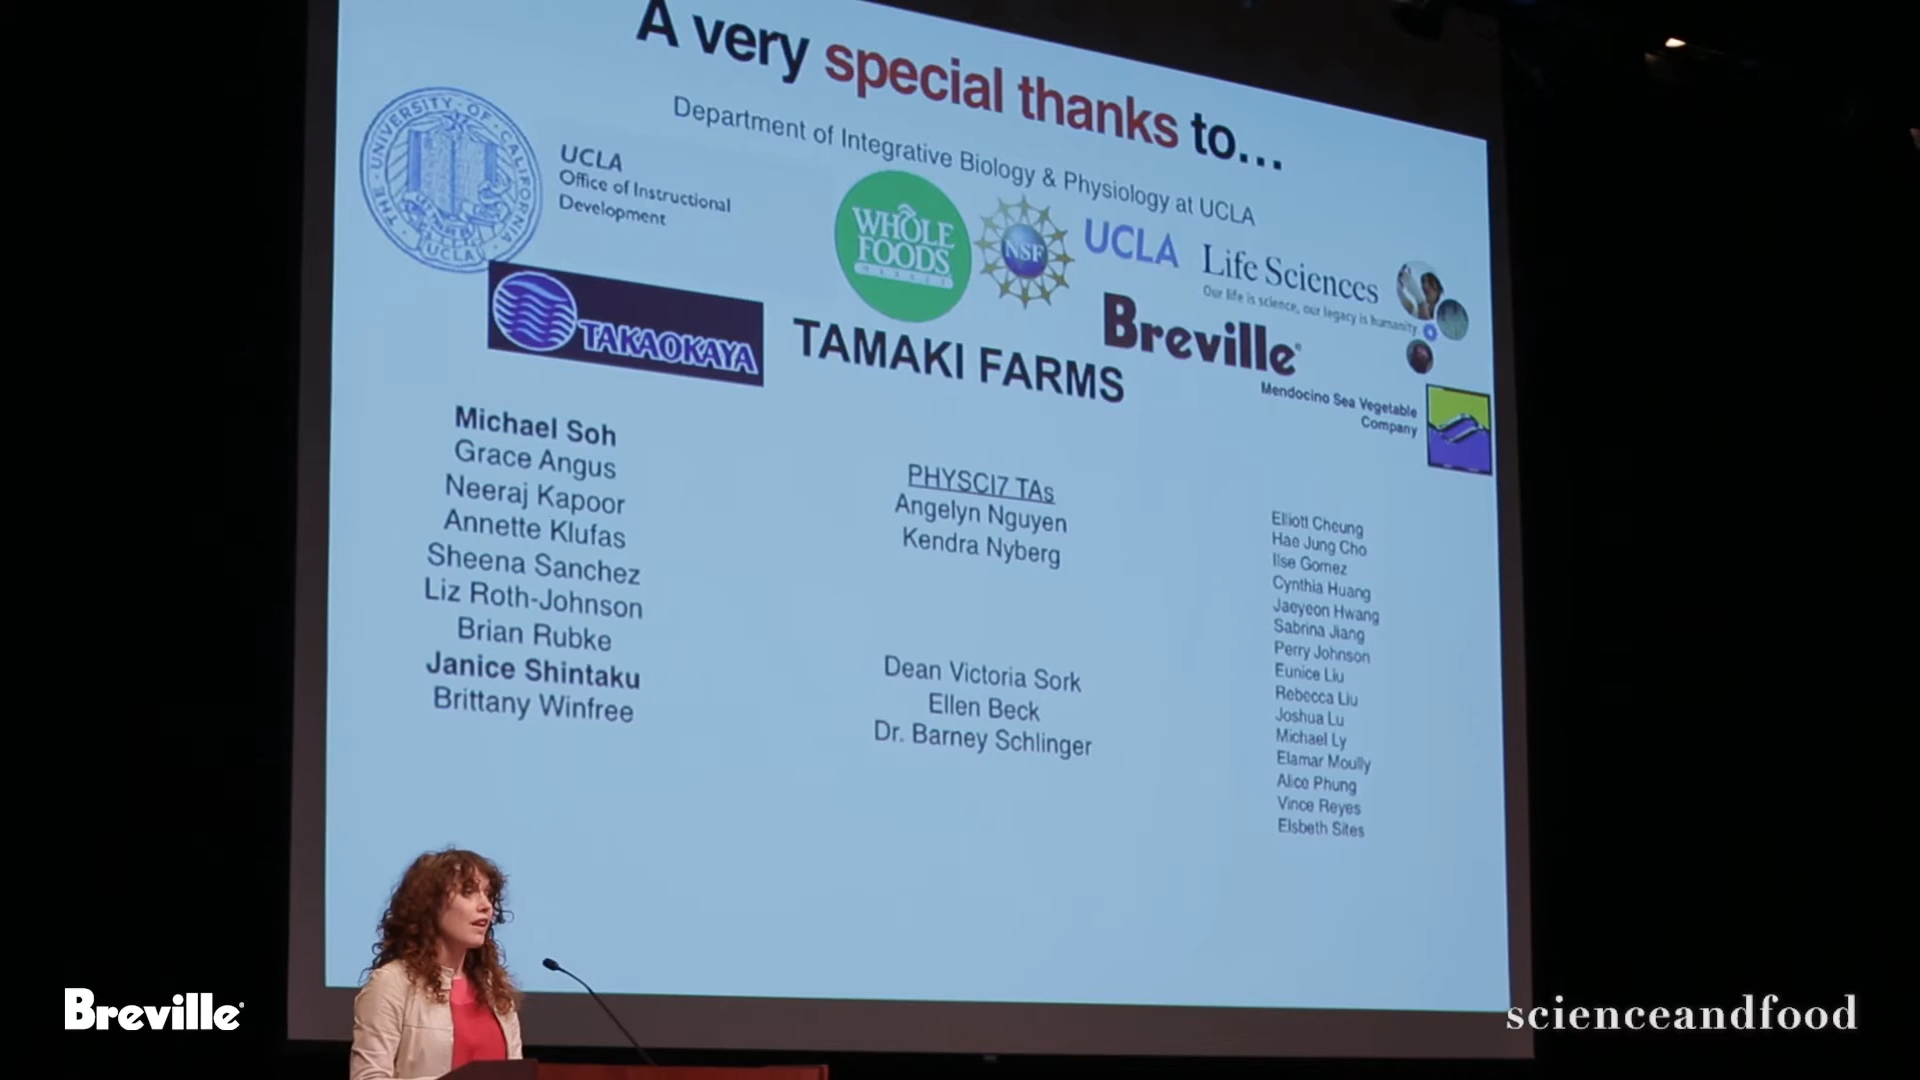 A very special thanks to...
Department of Integrative Biology & Physiology at UCLA
THE UNIVERSITY OF CALIFORNIA
UCLA
UCLA
Office of Instructional
Development
WHOLE
FOODS
MARKET
NSF
UCLA
Life Sciences
Our life is science, our legacy is humanity.
TAKAOKAYA
TAMAKI FARMS
Breville
Mendocino Sea Vegetable
Company
Michael Soh
Grace Angus
Neeraj Kapoor
Annette Klufas
Sheena Sanchez
Liz Roth-Johnson
Brian Rubke
Janice Shintaku
Brittany Winfree
PHYSCI7 TAs
Angelyn Nguyen
Kendra Nyberg
Dean Victoria Sork
Ellen Beck
Dr. Barney Schlinger
Elliott Cheung
Hae Jung Cho
Ilse Gomez
Cynthia Huang
Jaeyeon Hwang
Sabrina Jiang
Perry Johnson
Eunice Liu
Rebecca Liu
Joshua Lu
Michael Ly
Elamar Moully
Alice Phung
Vince Reyes
Elsbeth Sites
Breville
scienceandfood